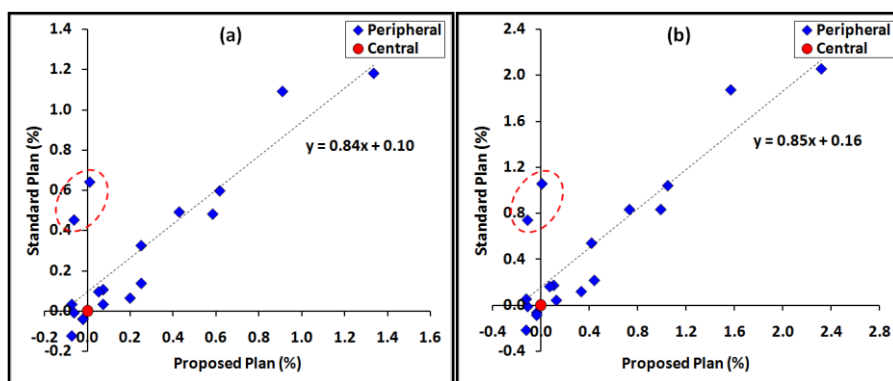 (a)
Peripheral
Central
1.4
1.2
1.0
0.8
0.6
0.4
0.2
0.0
-0.2
y = 0.84x + 0.10
Standard Plan (%)
-0.2 0.0 0.2 0.4 0.6 0.8 1.0 1.2 1.4 1.6
Proposed Plan (%)
(b)
Peripheral
Central
2.4
2.0
1.6
1.2
0.8
0.4
0.0
-0.4
y = 0.85x + 0.16
Standard Plan (%)
-0.4 0.0 0.4 0.8 1.2 1.6 2.0 2.4 2.8
Proposed Plan (%)